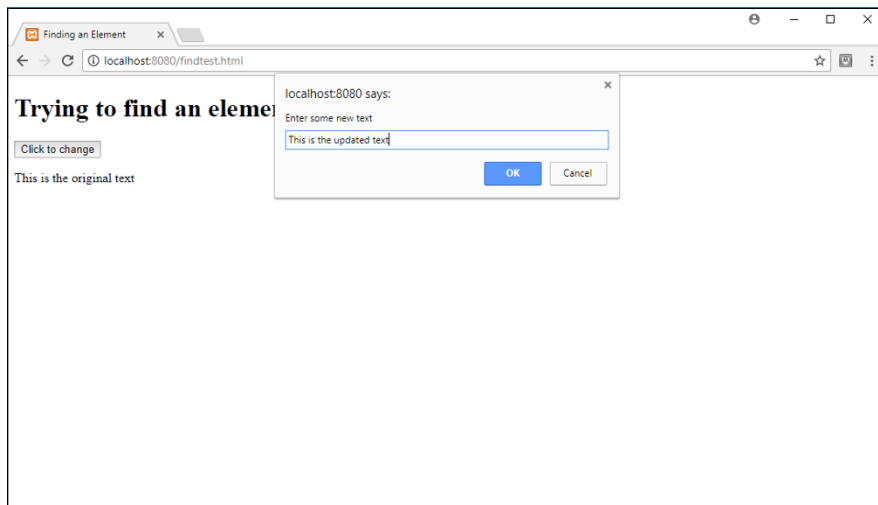 Finding an Element
localhost:8080/findtest.html
localhost:8080 says:
Trying to find an eleme
Enter some new text
This is the updated text
Click to change
OK Cancel
This is the original text